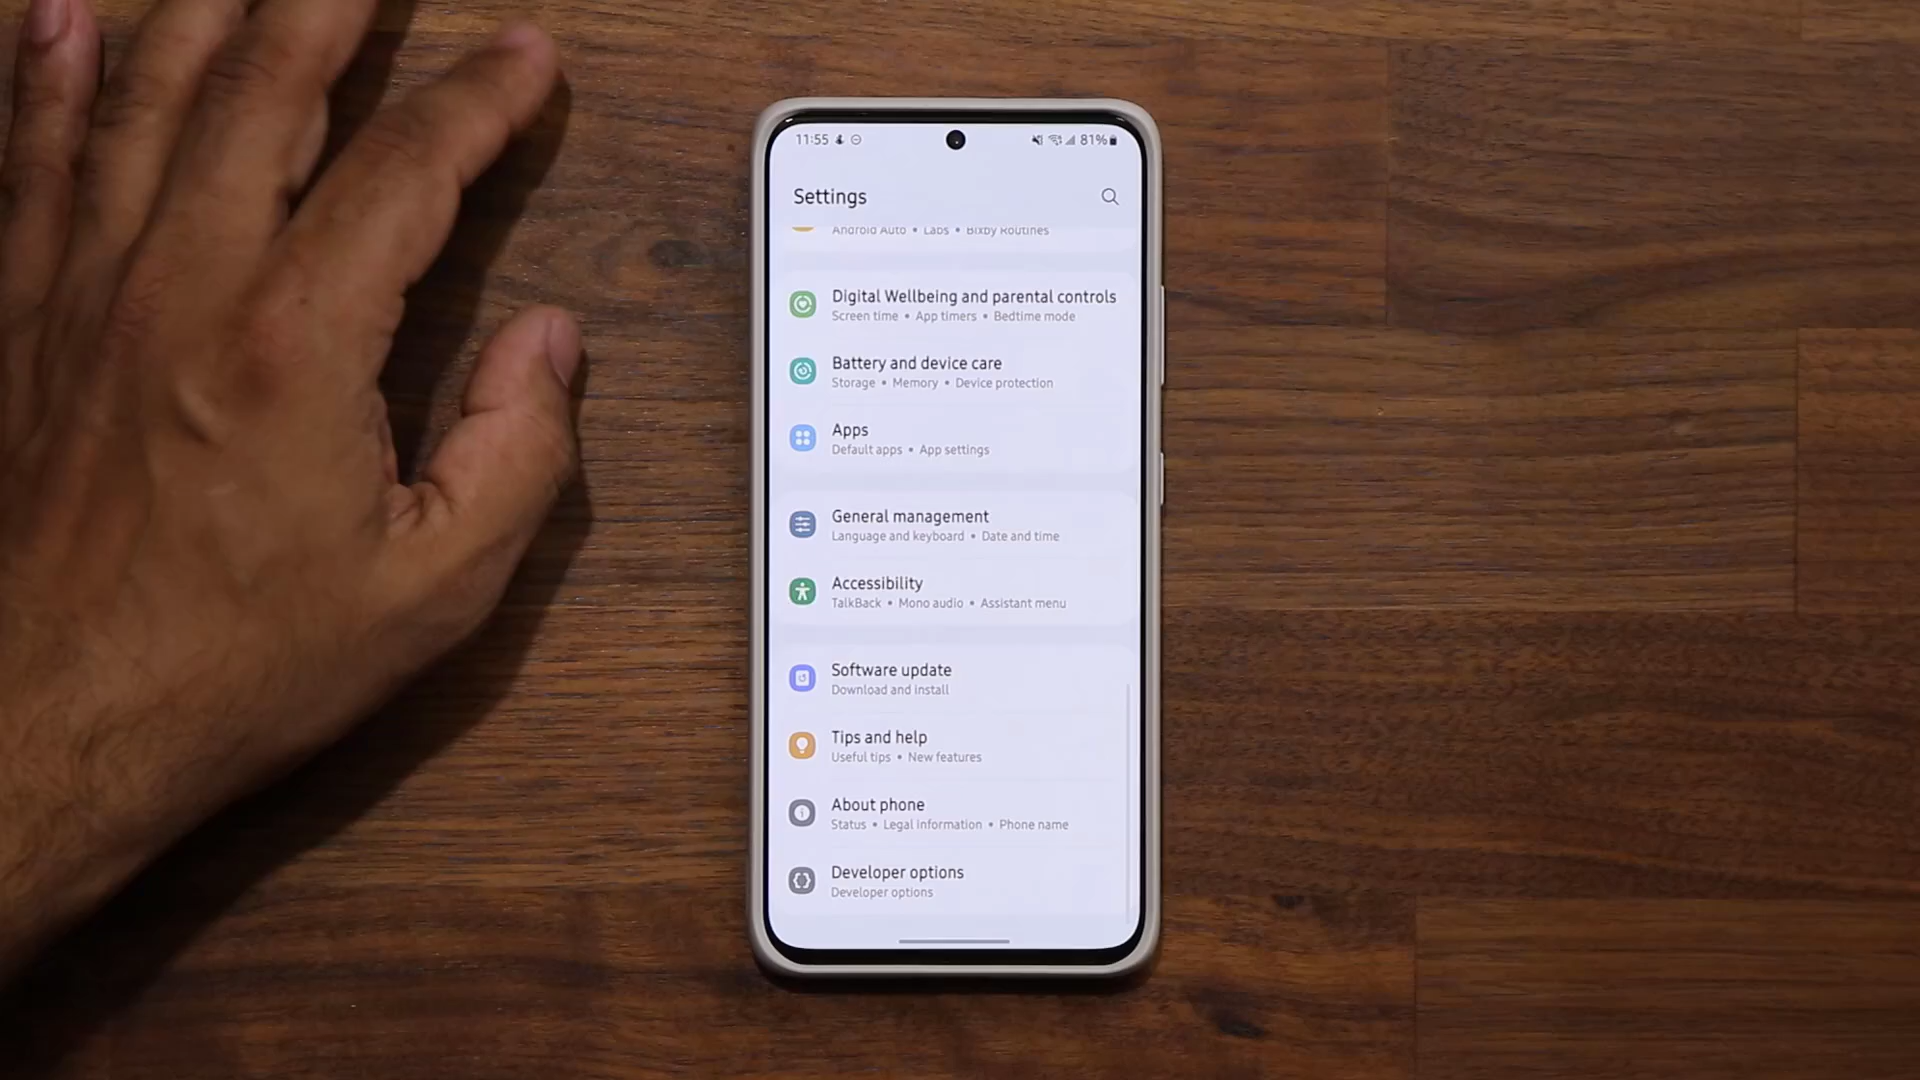 11:55 81%
Settings
Android Auto • Labs • Bixby Routines
Digital Wellbeing and parental controls
Screen time • App timers • Bedtime mode
Battery and device care
Storage • Memory • Device protection
Apps
Default apps • App settings
General management
Language and keyboard • Date and time
Accessibility
TalkBack • Mono audio • Assistant menu
Software update
Download and install
Tips and help
Useful tips • New features
About phone
Status • Legal information • Phone name
Developer options
Developer options